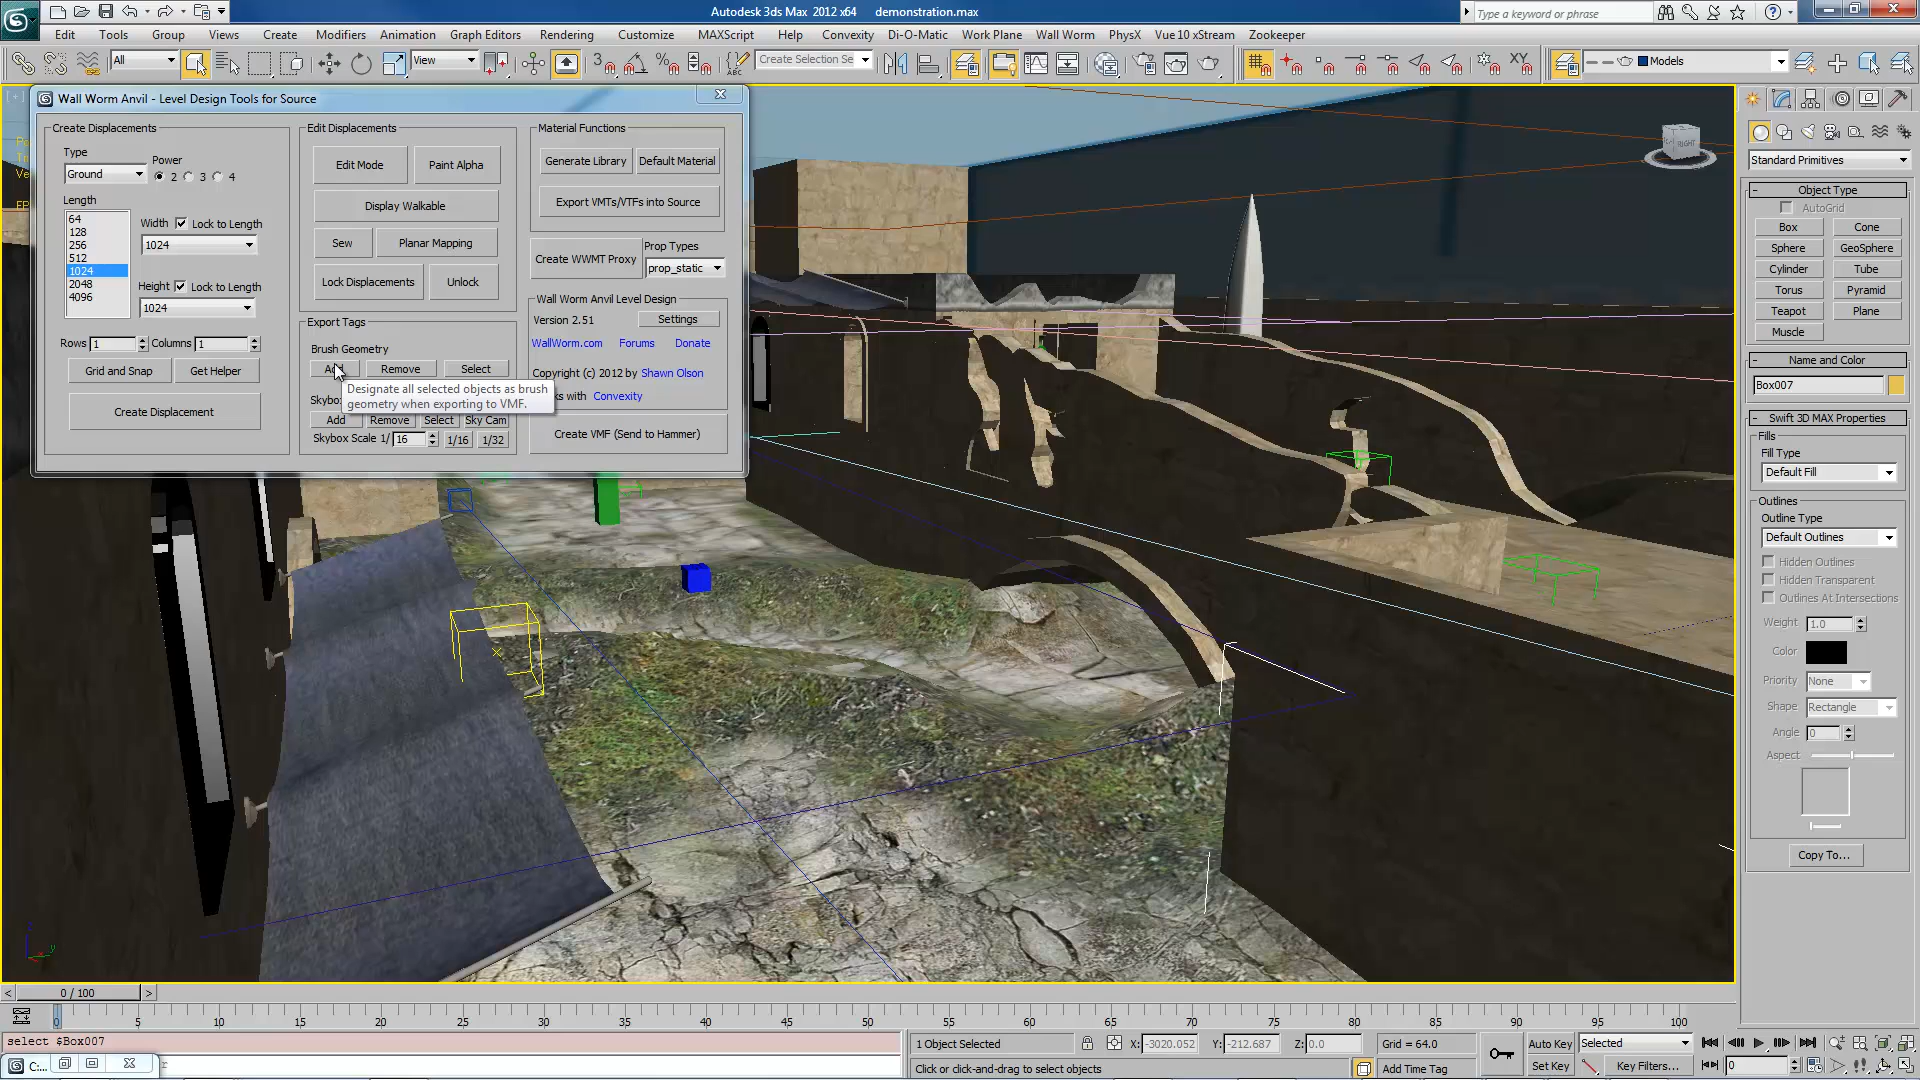 Autodesk 3ds Max 2012 x64 demonstration.max
Type a keyword or phrase
Edit Tools Group Views Create Modifiers Animation Graph Editors Rendering Customize MAXScript Help Convexity Di-O-Matic Work Plane Wall Worm PhysX Vue 10 xStream Zookeeper
All
View
3
Create Selection Se
XY
Models
Wall Worm Anvil - Level Design Tools for Source
Create Displacements
Type
Ground
Power
2 3 4
Length
64
128
256
512
1024
2048
4096
Width Lock to Length
1024
Height Lock to Length
1024
Rows 1 Columns 1
Grid and Snap Get Helper
Create Displacement
Edit Displacements
Edit Mode Paint Alpha
Display Walkable
Sew Planar Mapping
Lock Displacements Unlock
Export Tags
Brush Geometry
Remove Select
Designate all selected objects as brush
geometry when exporting to VMF.
Add Remove Select Sky Cam
Skybox Scale 1/ 16 1/16 1/32
Material Functions
Generate Library Default Material
Export VMTs/VTFs into Source
Create WWMT Proxy
Prop Types
prop_static
Wall Worm Anvil Level Design
Version 2.51 Settings
WallWorm.com Forums Donate
Copyright (c) 2012 by Shawn Olson
with Convexity
Create VMF (Send to Hammer)
RIGHT
Standard Primitives
Object Type
AutoGrid
Box Cone
Sphere GeoSphere
Cylinder Tube
Torus Pyramid
Teapot Plane
Muscle
Name and Color
Box007
Swift 3D MAX Properties
Fills
Fill Type
Default Fill
Outlines
Outline Type
Default Outlines
Hidden Outlines
Hidden Transparent
Outlines At Intersections
Weight 1.0
Color
Priority None
Shape: Rectangle
Angle 0
Aspect
Copy To...
0 / 100
0 5 10 15 20 25 30 35 40 45 50 55 60 65 70 75 80 85 90 95 100
select $Box007
C:...
1 Object Selected
X: -3020.052 Y: -212.687 Z: 0.0
Grid = 64.0
Click or click-and-drag to select objects
Add Time Tag
Auto Key Selected
Set Key Key Filters...
0